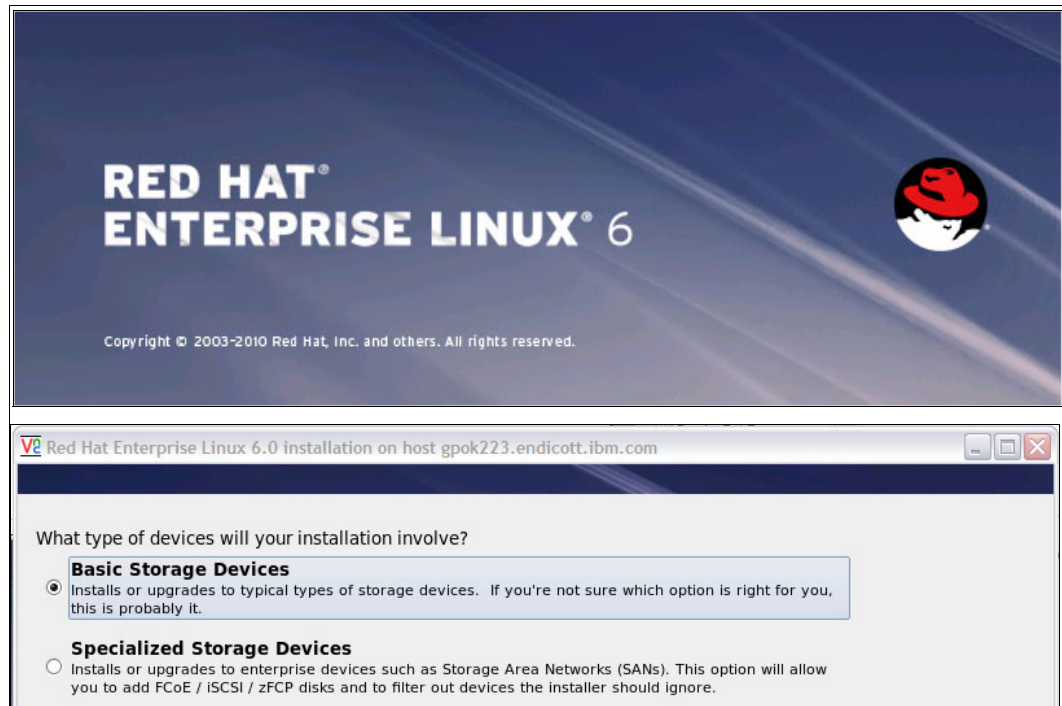 RED HAT®
ENTERPRISE LINUX® 6
Copyright © 2003-2010 Red Hat, Inc. and others. All rights reserved.
Red Hat Enterprise Linux 6.0 installation on host gpok223.endicott.ibm.com
What type of devices will your installation involve?
Basic Storage Devices
Installs or upgrades to typical types of storage devices.  If you're not sure which option is right for you,
this is probably it.
Specialized Storage Devices
Installs or upgrades to enterprise devices such as Storage Area Networks (SANs). This option will allow
you to add FCoE / iSCSI / zFCP disks and to filter out devices the installer should ignore.